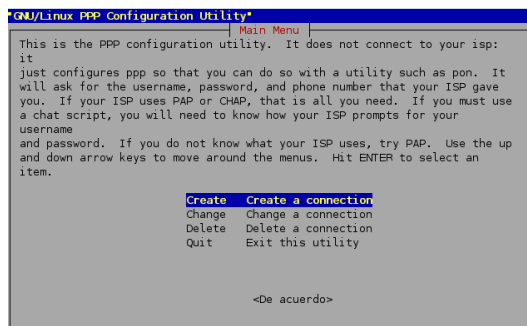 "GNU/Linux PPP Configuration Utility"
Main Menu
This is the PPP configuration utility.  It does not connect to your isp:
it
just configures ppp so that you can do so with a utility such as pon.  It
will ask for the username, password, and phone number that your ISP gave
you.  If your ISP uses PAP or CHAP, that is all you need.  If you must use
a chat script, you will need to know how your ISP prompts for your
username
and password.  If you do not know what your ISP uses, try PAP.  Use the up
and down arrow keys to move around the menus.  Hit ENTER to select an
item.
Create Create a connection
Change Change a connection
Delete Delete a connection
Quit Exit this utility
<De acuerdo>